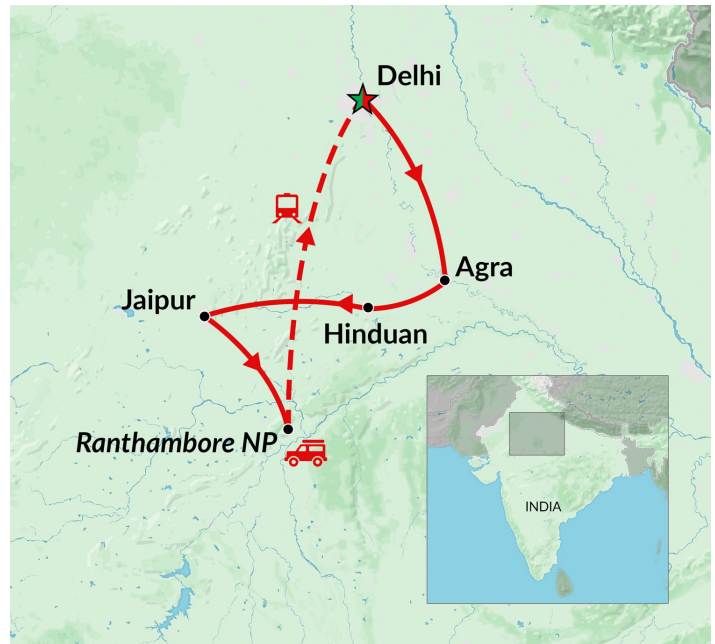 Delhi
Agra
Jaipur
Hinduan
Ranthambore NP
INDIA